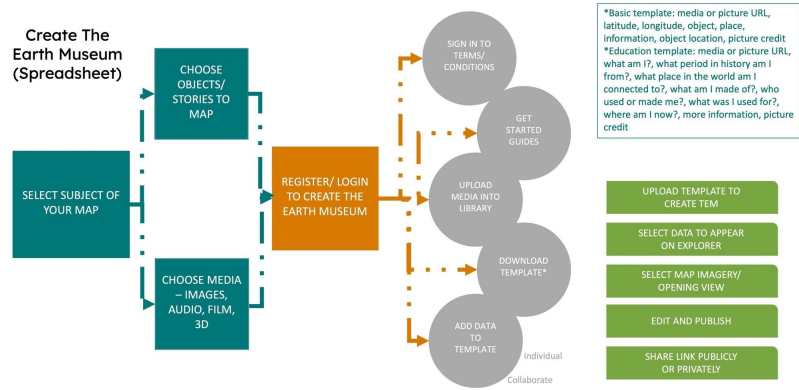 Create The
Earth Museum
(Spreadsheet)
SELECT SUBJECT OF
YOUR MAP
CHOOSE
OBJECTS/
STORIES TO
MAP
CHOOSE MEDIA
– IMAGES,
AUDIO, FILM,
3D
REGISTER/ LOGIN
TO CREATE THE
EARTH MUSEUM
SIGN IN TO
TERMS/
CONDITIONS
GET
STARTED
GUIDES
UPLOAD
MEDIA INTO
LIBRARY
DOWNLOAD
TEMPLATE*
ADD DATA
TO
TEMPLATE
Individual
Collaborate
*Basic template: media or picture URL,
latitude, longitude, object, place,
information, object location, picture credit
*Education template: media or picture URL,
what am I?, what period in history am I
from?, what place in the world am I
connected to?, what am I made of?, who
used or made me?, what was I used for?,
where am I now?, more information, picture
credit
UPLOAD TEMPLATE TO
CREATE TEM
SELECT DATA TO APPEAR
ON EXPLORER
SELECT MAP IMAGERY/
OPENING VIEW
EDIT AND PUBLISH
SHARE LINK PUBLICLY
OR PRIVATELY